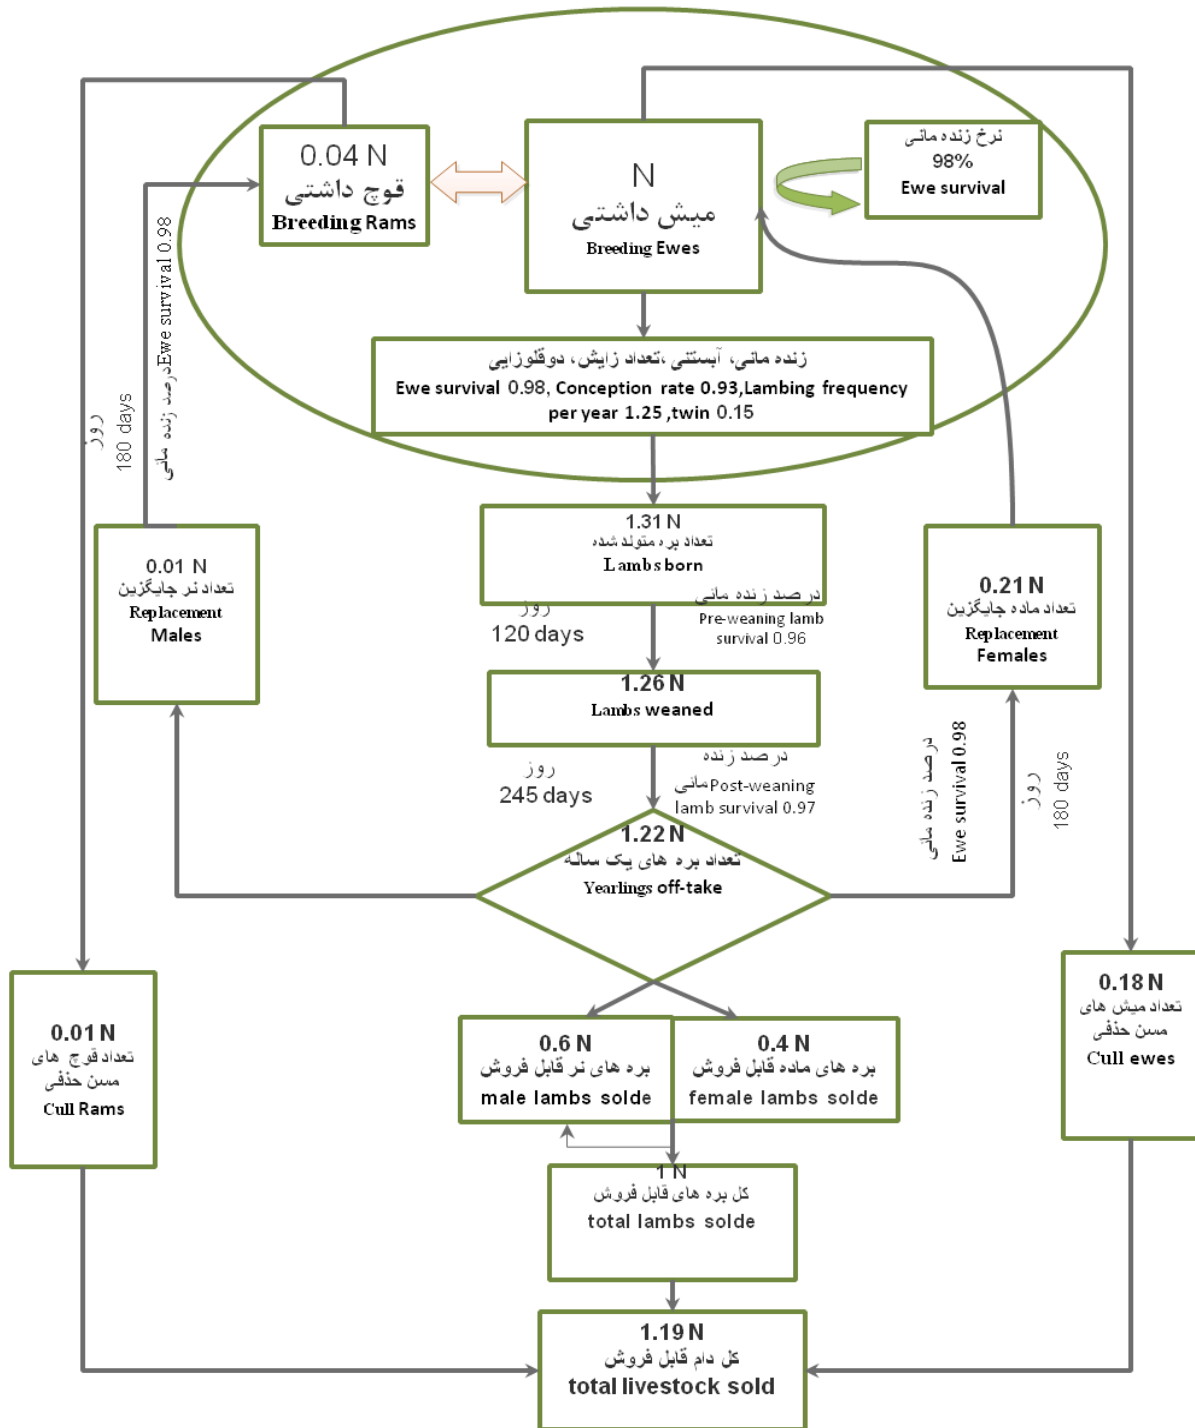 0.04 N
قوچ داشتی
Breeding Rams
N
میش داشتی
Breeding Ewes
نرخ زنده مانی
98%
Ewe survival
زنده مانی، آبستنی ،تعداد زایش، دوقلوزایی
Ewe survival 0.98, Conception rate 0.93,Lambing frequency
per year 1.25 ,twin 0.15
روز
180 days
درصد زنده مانیEwe survival 0.98
1.31 N
تعداد بره متولد شده
Lambs born
0.01 N
تعداد نر جایگزین
Replacement
Males
0.21 N
تعداد ماده جایگزین
Replacement
Females
روز
120 days
درصد زنده مانی
Pre-weaning lamb
survival 0.96
1.26 N
Lambs weaned
روز
245 days
درصد زنده
مانیPost-weaning
lamb survival 0.97
درصد زنده مانی
Ewe survival 0.98
روز
180 days
1.22 N
تعداد بره های یک ساله
Yearlings off-take
0.01 N
تعداد قوچ های
مسن حذفی
Cull Rams
0.6 N
بره های نر قابل فروش
male lambs solde
0.4 N
بره های ماده قابل فروش
female lambs solde
0.18 N
تعداد میش های
مسن حذفی
Cull ewes
1 N
کل بره های قابل فروش
total lambs solde
1.19 N
کل دام قابل فروش
total livestock sold